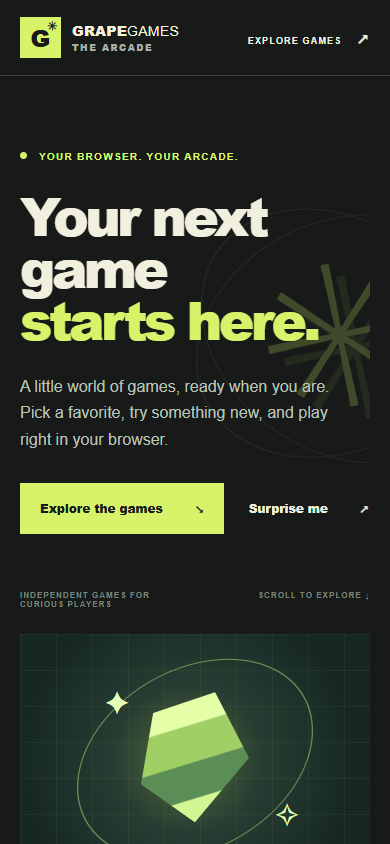 G
GRAPEGAMES
THE ARCADE
EXPLORE GAMES ↗
YOUR BROWSER. YOUR ARCADE.
Your next
game
starts here.
A little world of games, ready when you are.
Pick a favorite, try something new, and play
right in your browser.
Explore the games ↘
Surprise me ↗
INDEPENDENT GAMES FOR
CURIOUS PLAYERS
SCROLL TO EXPLORE ↓